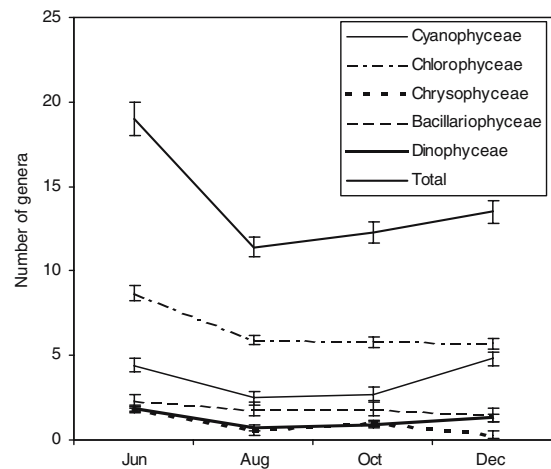 25
20
15
10
5
0
Number of genera
Cyanophyceae
Chlorophyceae
Chrysophyceae
Bacillariophyceae
Dinophyceae
Total
Jun Aug Oct Dec